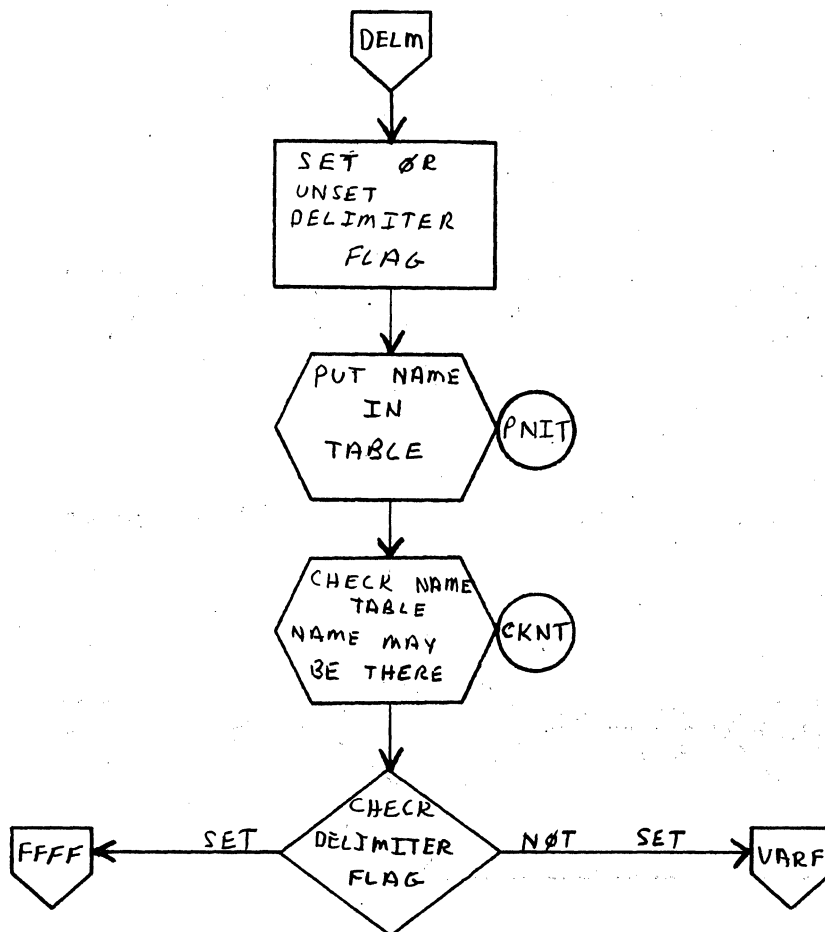 DELM
SET ØR
UNSET
DELIMITER
FLAG
PUT NAME
IN
TABLE
PNIT
CHECK NAME
TABLE
NAME MAY
BE THERE
CKNT
CHECK
DELIMITER
FLAG
SET
FFFF
NØT SET
VARF